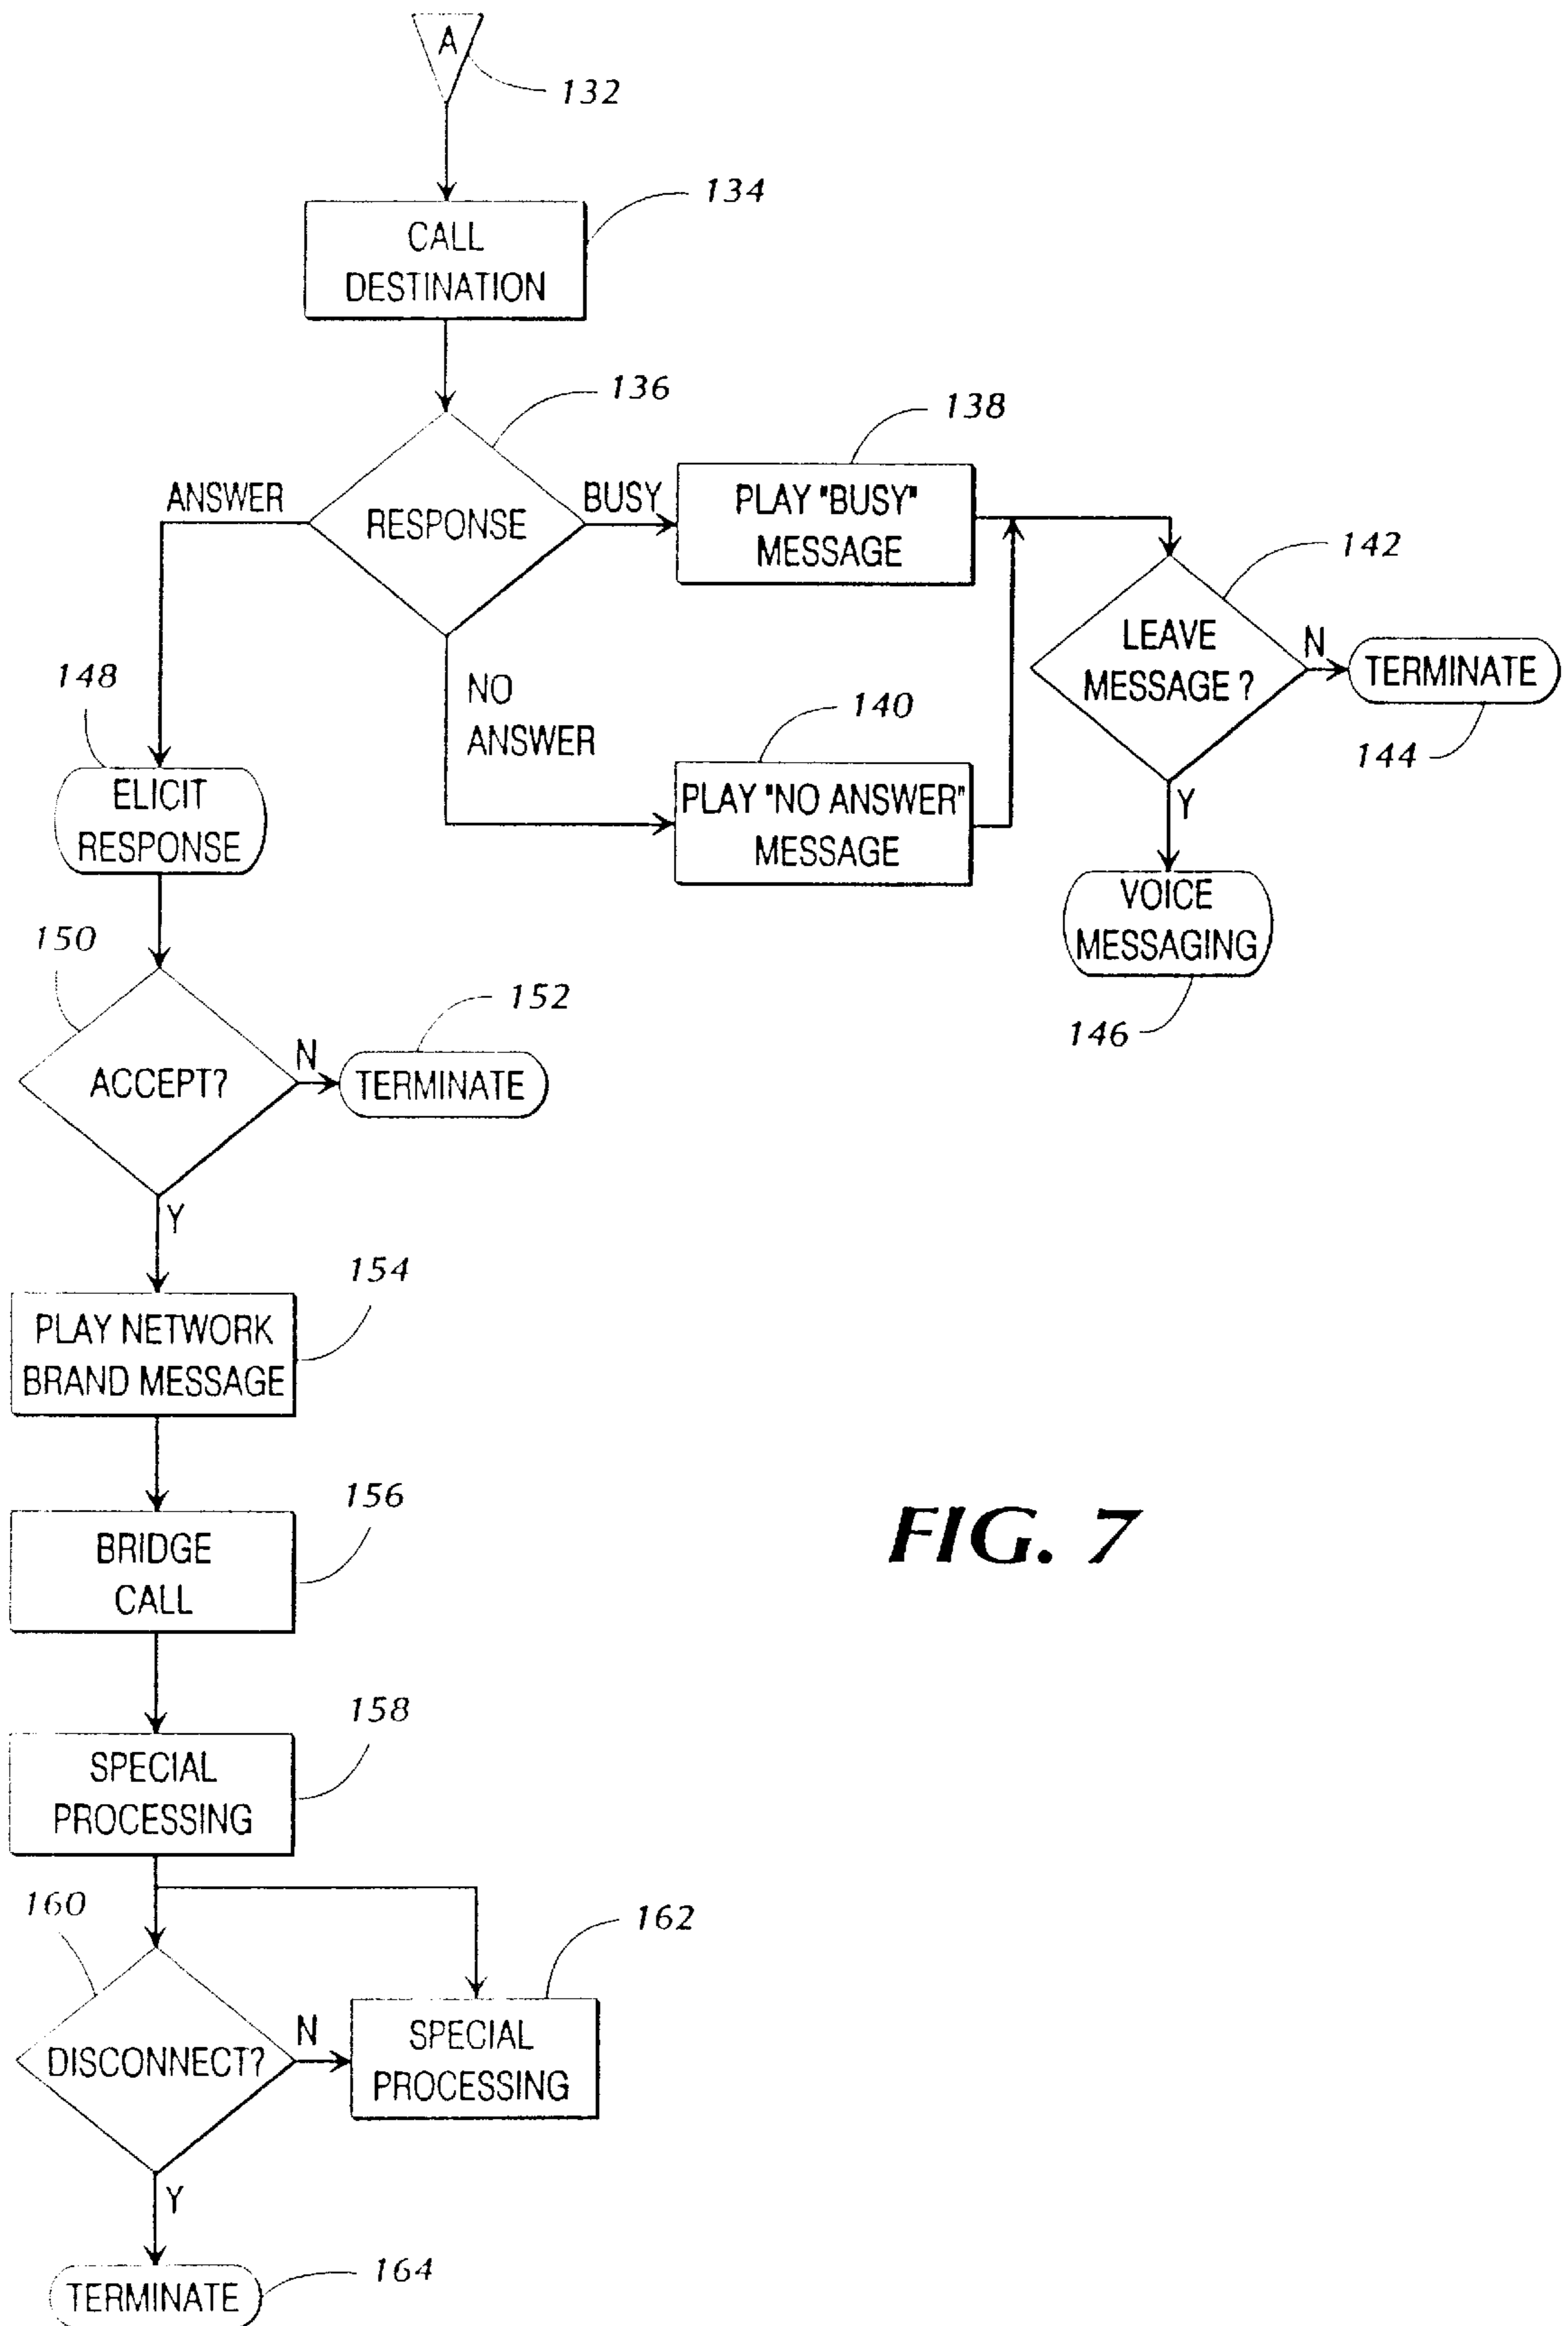 A
132
134
CALL
DESTINATION
136
138
ANSWER
RESPONSE
BUSY
PLAY "BUSY"
MESSAGE
142
LEAVE
MESSAGE?
N
TERMINATE
144
148
NO
ANSWER
140
PLAY "NO ANSWER"
MESSAGE
Y
ELICIT
RESPONSE
VOICE
MESSAGING
146
150
152
ACCEPT?
N
TERMINATE
Y
154
PLAY NETWORK
BRAND MESSAGE
156
BRIDGE
CALL
FIG. 7
158
SPECIAL
PROCESSING
160
162
DISCONNECT?
N
SPECIAL
PROCESSING
Y
164
TERMINATE